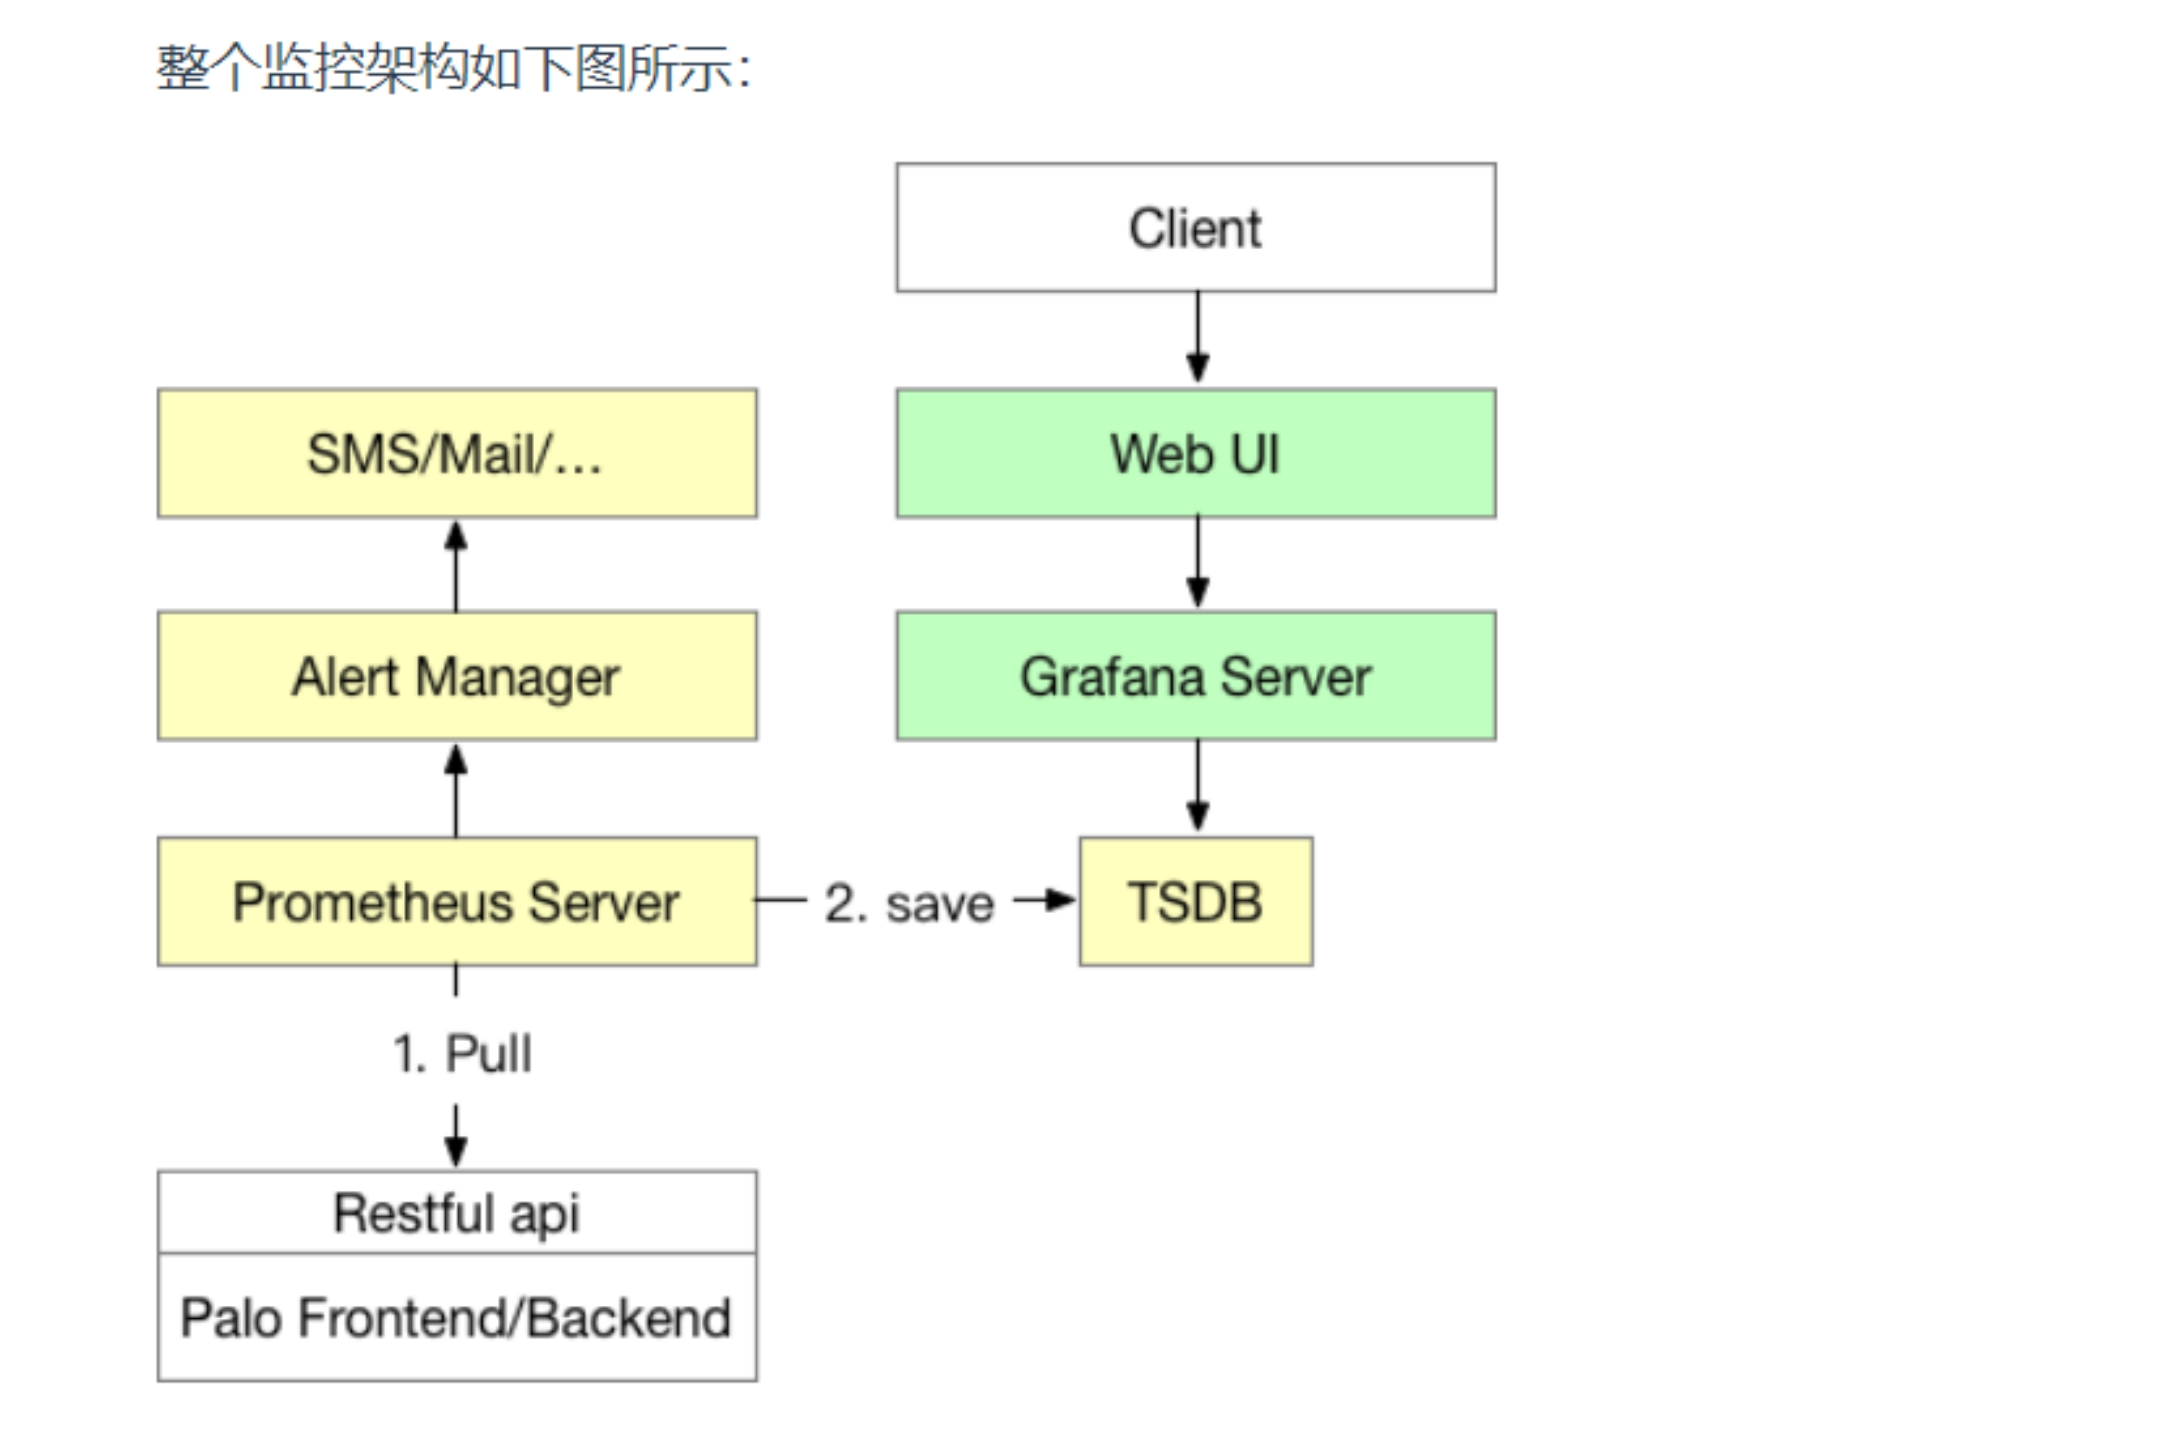 整个监控架构如下图所示：
Client
SMS/Mail/...
Web UI
Alert Manager
Grafana Server
Prometheus Server
2. save
TSDB
1. Pull
Restful api
Palo Frontend/Backend